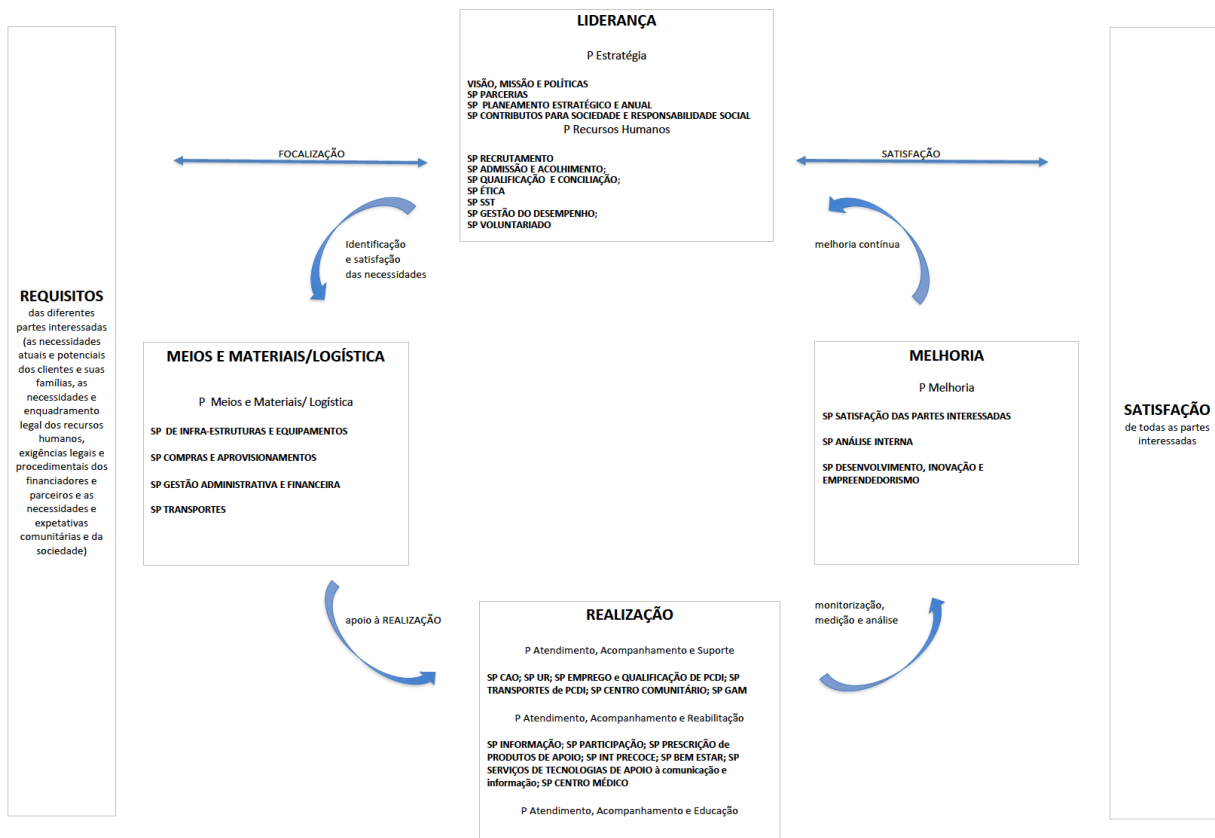 LIDERANÇA
P Estratégia
VISÃO, MISSÃO E POLÍTICAS
SP PARCERIAS
SP PLANEAMENTO ESTRATÉGICO E ANUAL
SP CONTRIBUTOS PARA SOCIEDADE E RESPONSABILIDADE SOCIAL
P Recursos Humanos
SP RECRUTAMENTO
SP ADMISSÃO E ACOLHIMENTO;
SP QUALIFICAÇÃO E CONCILIAÇÃO;
SP ÉTICA
SP SST
SP GESTÃO DO DESEMPENHO;
SP VOLUNTARIADO
FOCALIZAÇÃO
SATISFAÇÃO
Identificação
e satisfação
das necessidades
melhoria contínua
REQUISITOS
das diferentes
partes interessadas
(as necessidades
atuais e potenciais
dos clientes e suas
famílias, as
necessidades e
enquadramento
legal dos recursos
humanos,
exigências legais e
procedimentais dos
financiadores e
parceiros e as
necessidades e
expetativas
comunitárias e da
sociedade)
MEIOS E MATERIAIS/LOGÍSTICA
P Meios e Materiais/ Logística
SP DE INFRA-ESTRUTURAS E EQUIPAMENTOS
SP COMPRAS E APROVISIONAMENTOS
SP GESTÃO ADMINISTRATIVA E FINANCEIRA
SP TRANSPORTES
MELHORIA
P Melhoria
SP SATISFAÇÃO DAS PARTES INTERESSADAS
SP ANÁLISE INTERNA
SP DESENVOLVIMENTO, INOVAÇÃO E
EMPREENDEDORISMO
SATISFAÇÃO
de todas as partes
interessadas
apoio à REALIZAÇÃO
monitorização,
medição e análise
REALIZAÇÃO
P Atendimento, Acompanhamento e Suporte
SP CAO; SP UR; SP EMPREGO e QUALIFICAÇÃO DE PCDI; SP
TRANSPORTES de PCDI; SP CENTRO COMUNITÁRIO; SP GAM
P Atendimento, Acompanhamento e Reabilitação
SP INFORMAÇÃO; SP PARTICIPAÇÃO; SP PRESCRIÇÃO de
PRODUTOS DE APOIO; SP INT PRECOCE; SP BEM ESTAR; SP
SERVIÇOS DE TECNOLOGIAS DE APOIO à comunicação e
informação; SP CENTRO MÉDICO
P Atendimento, Acompanhamento e Educação